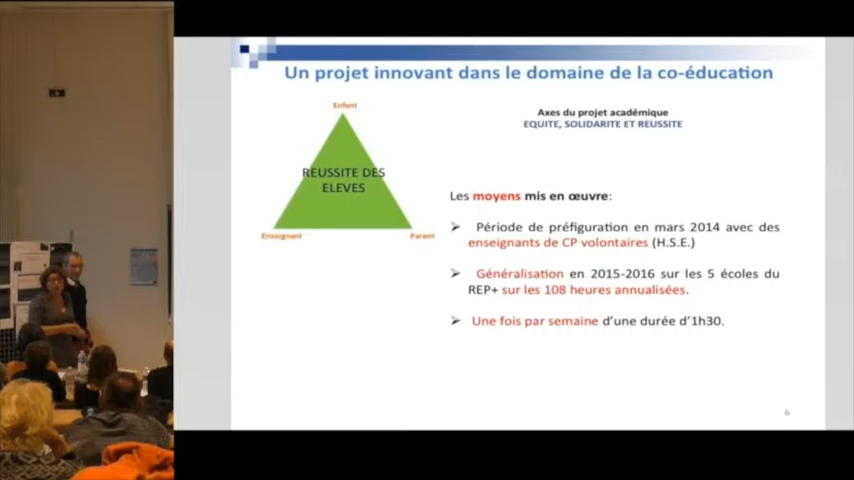 Un projet innovant dans le domaine de la co-éducation
Enfant
REUSSITE DES
ELEVES
Enseignant
Parent
Axes du projet académique
EQUITE, SOLIDARITE ET REUSSITE
Les moyens mis en œuvre:
➢ Période de préfiguration en mars 2014 avec des
enseignants de CP volontaires (H.S.E.)
➢ Généralisation en 2015-2016 sur les 5 écoles du
REP+ sur les 108 heures annualisées.
➢ Une fois par semaine d'une durée d'1h30.
6